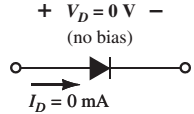 + V_D = 0 V −
(no bias)
I_D = 0 mA